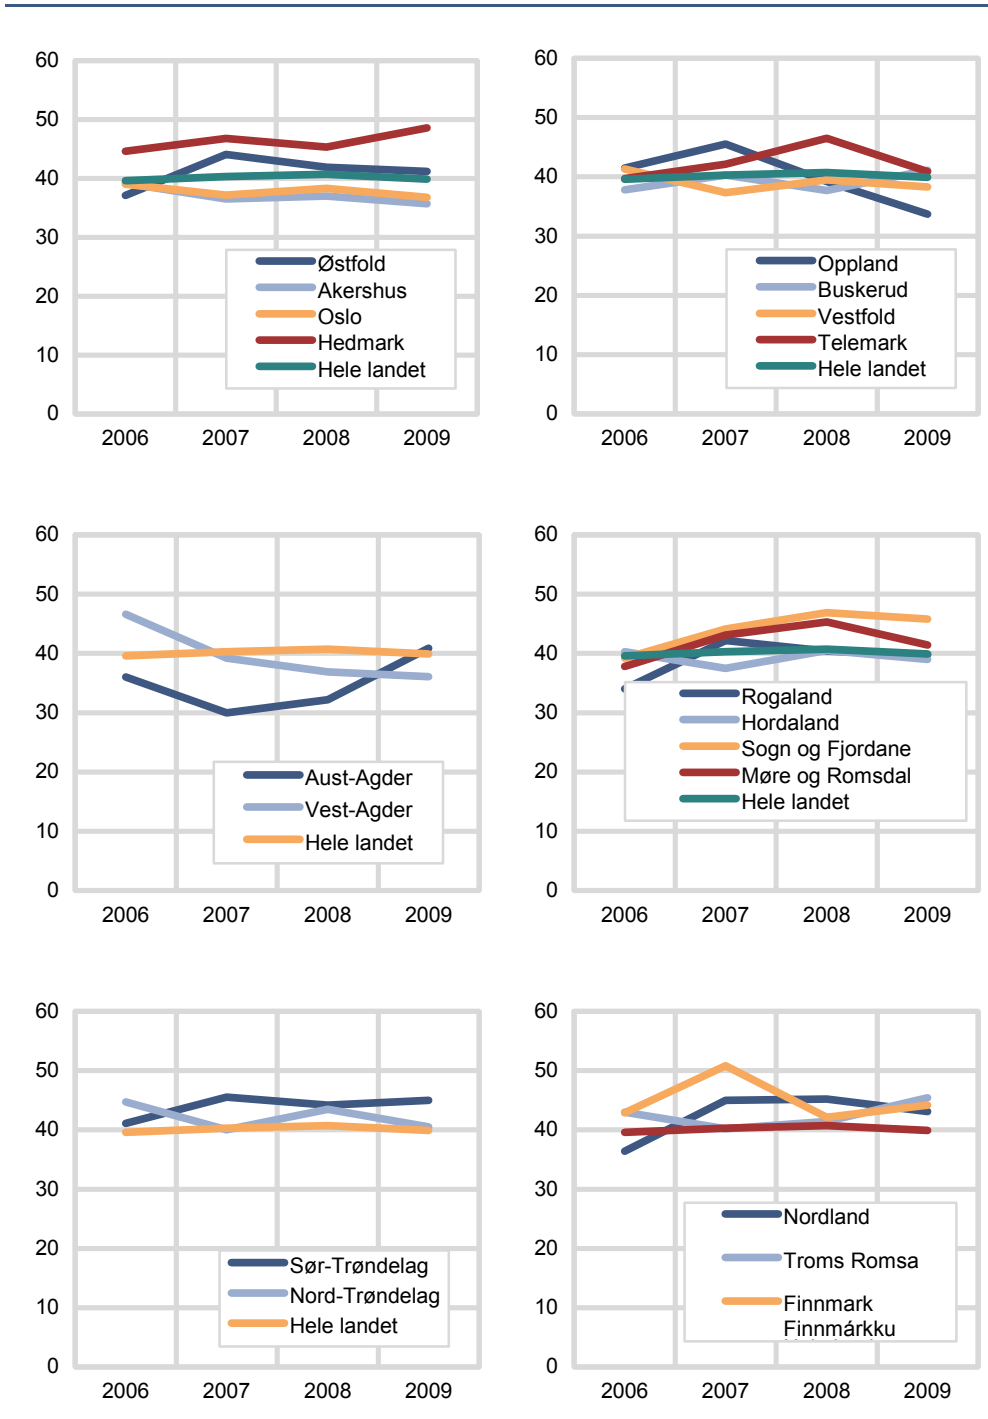 60
50
40
30
20
10
0
2006 2007 2008 2009
Østfold
Akershus
Oslo
Hedmark
Hele landet
60
50
40
30
20
10
0
2006 2007 2008 2009
Oppland
Buskerud
Vestfold
Telemark
Hele landet
60
50
40
30
20
10
0
2006 2007 2008 2009
Aust-Agder
Vest-Agder
Hele landet
60
50
40
30
20
10
0
2006 2007 2008 2009
Rogaland
Hordaland
Sogn og Fjordane
Møre og Romsdal
Hele landet
60
50
40
30
20
10
0
2006 2007 2008 2009
Sør-Trøndelag
Nord-Trøndelag
Hele landet
60
50
40
30
20
10
0
2006 2007 2008 2009
Nordland
Troms Romsa
Finnmark
Finnmárkku